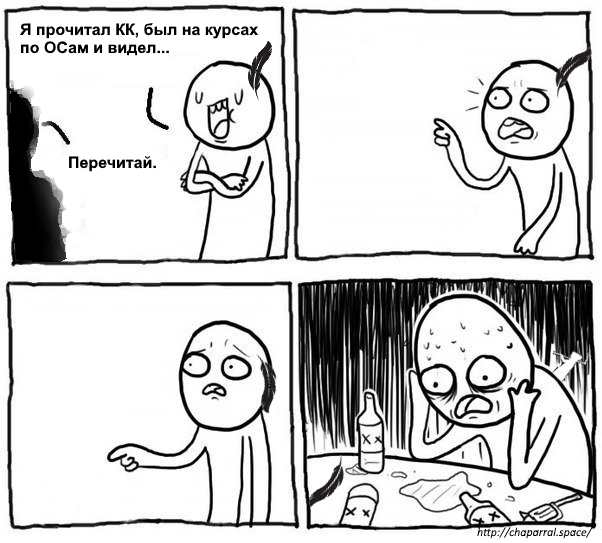 Я прочитал КК, был на курсах
по ОСам и видел...
Перечитай.
x x
x x
x x
http://chaparral.space/